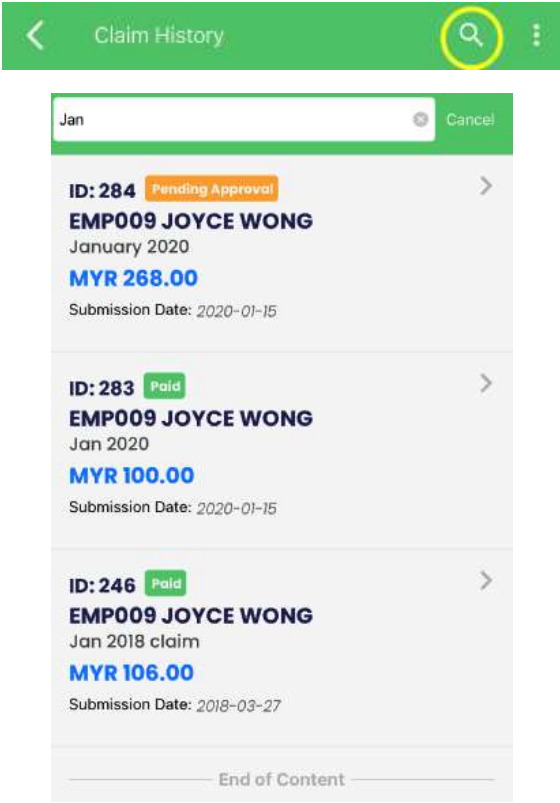 Claim History
Jan
Cancel
ID: 284 Pending Approval
EMP009 JOYCE WONG
January 2020
MYR 268.00
Submission Date: 2020-01-15
ID: 283 Paid
EMP009 JOYCE WONG
Jan 2020
MYR 100.00
Submission Date: 2020-01-15
ID: 246 Paid
EMP009 JOYCE WONG
Jan 2018 claim
MYR 106.00
Submission Date: 2018-03-27
End of Content